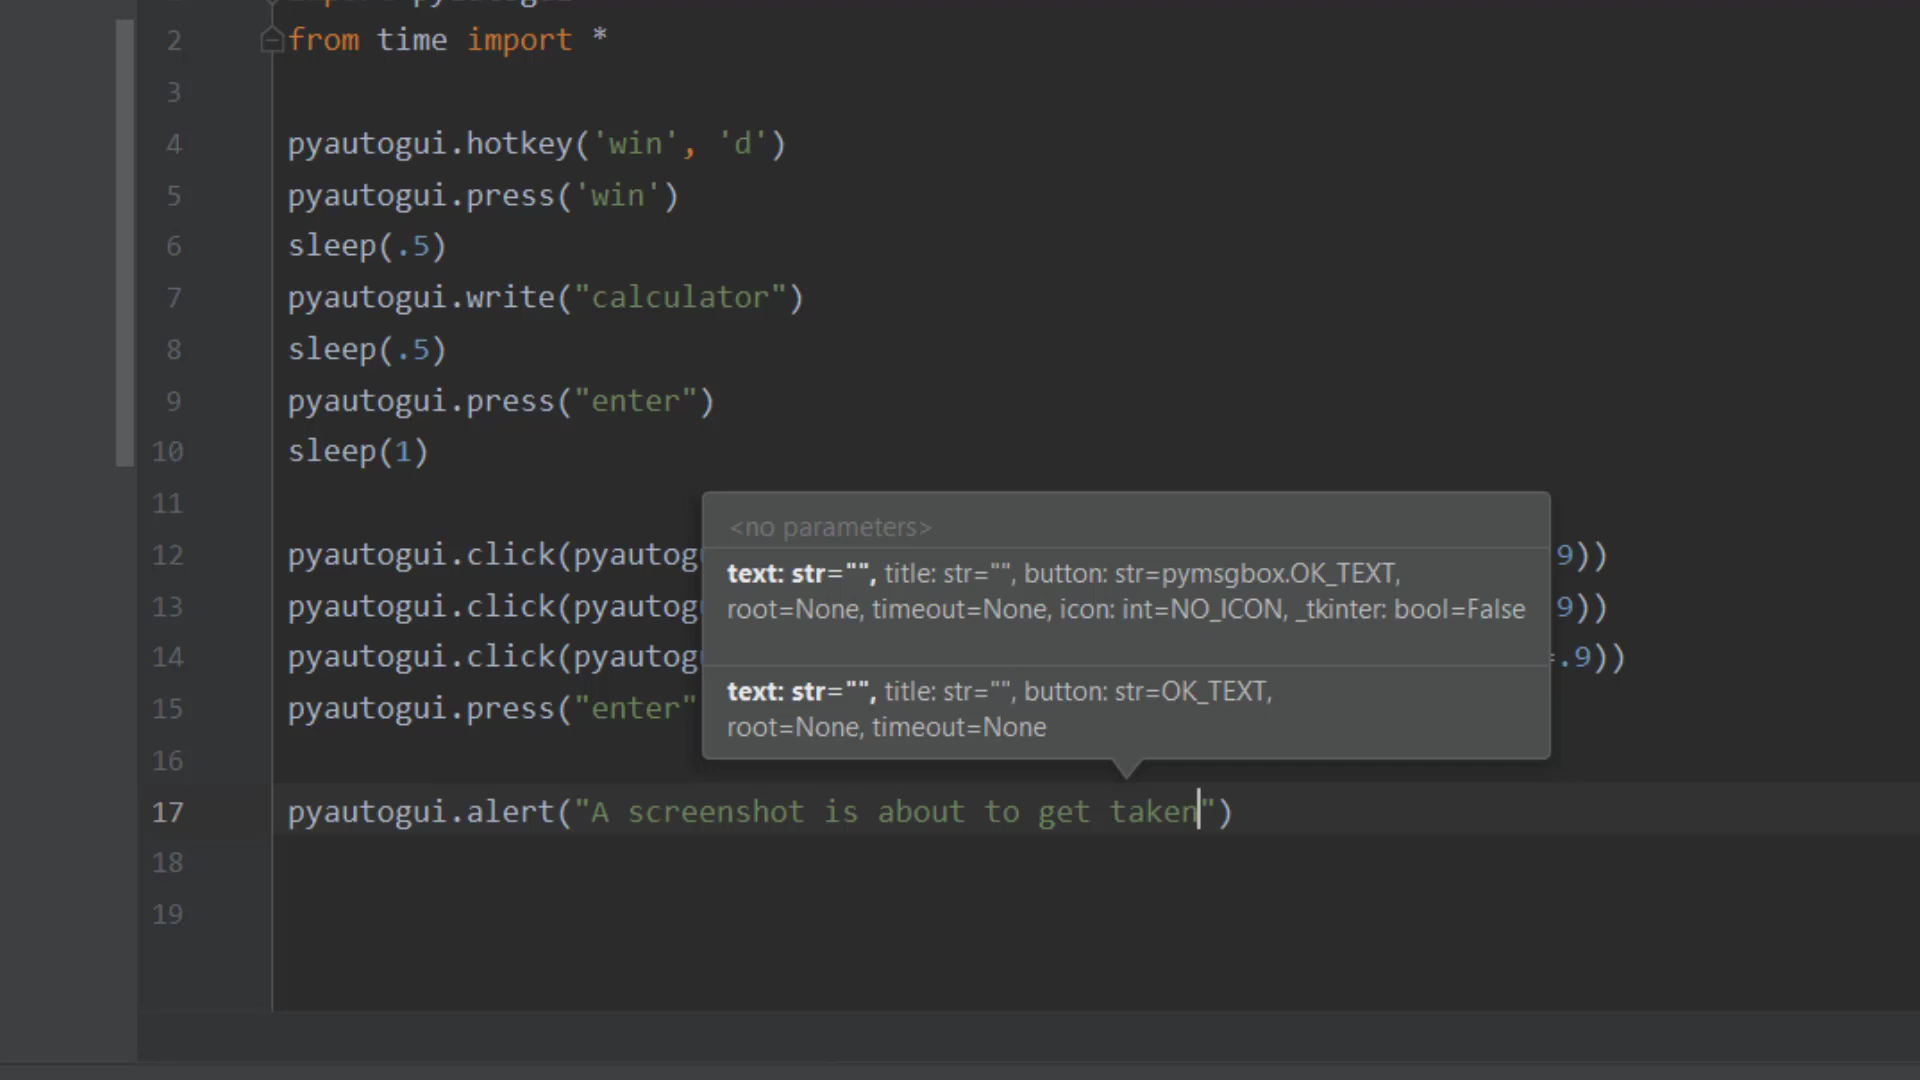 2 from time import *
3
4 pyautogui.hotkey('win', 'd')
5 pyautogui.press('win')
6 sleep(.5)
7 pyautogui.write("calculator")
8 sleep(.5)
9 pyautogui.press("enter")
10 sleep(1)
11
<no parameters>
12 pyautogui.click(pyautog 9))
text: str="", title: str="", button: str=pymsgbox.OK_TEXT,
13 pyautogui.click(pyautog 9))
root=None, timeout=None, icon: int=NO_ICON, _tkinter: bool=False
14 pyautogui.click(pyautog =.9))
text: str="", title: str="", button: str=OK_TEXT,
15 pyautogui.press("enter"
root=None, timeout=None
16
17 pyautogui.alert("A screenshot is about to get taken")
18
19